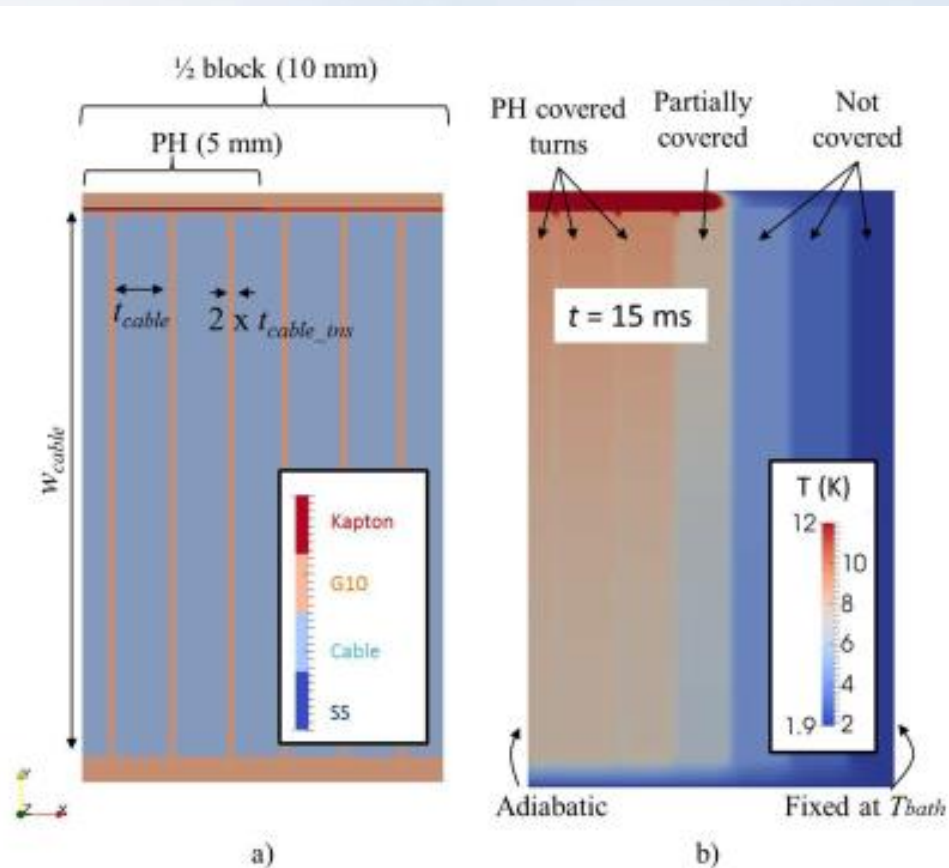 ½ block (10 mm)
PH (5 mm)
t_cable
2 x t_cable_ins
w_cable
Kapton
G10
Cable
SS
Y
Z
X
a)
PH covered
turns
Partially
covered
Not
covered
t = 15 ms
T (K)
12
10
8
6
4
1.9
2
Adiabatic
Fixed at Tbath
b)